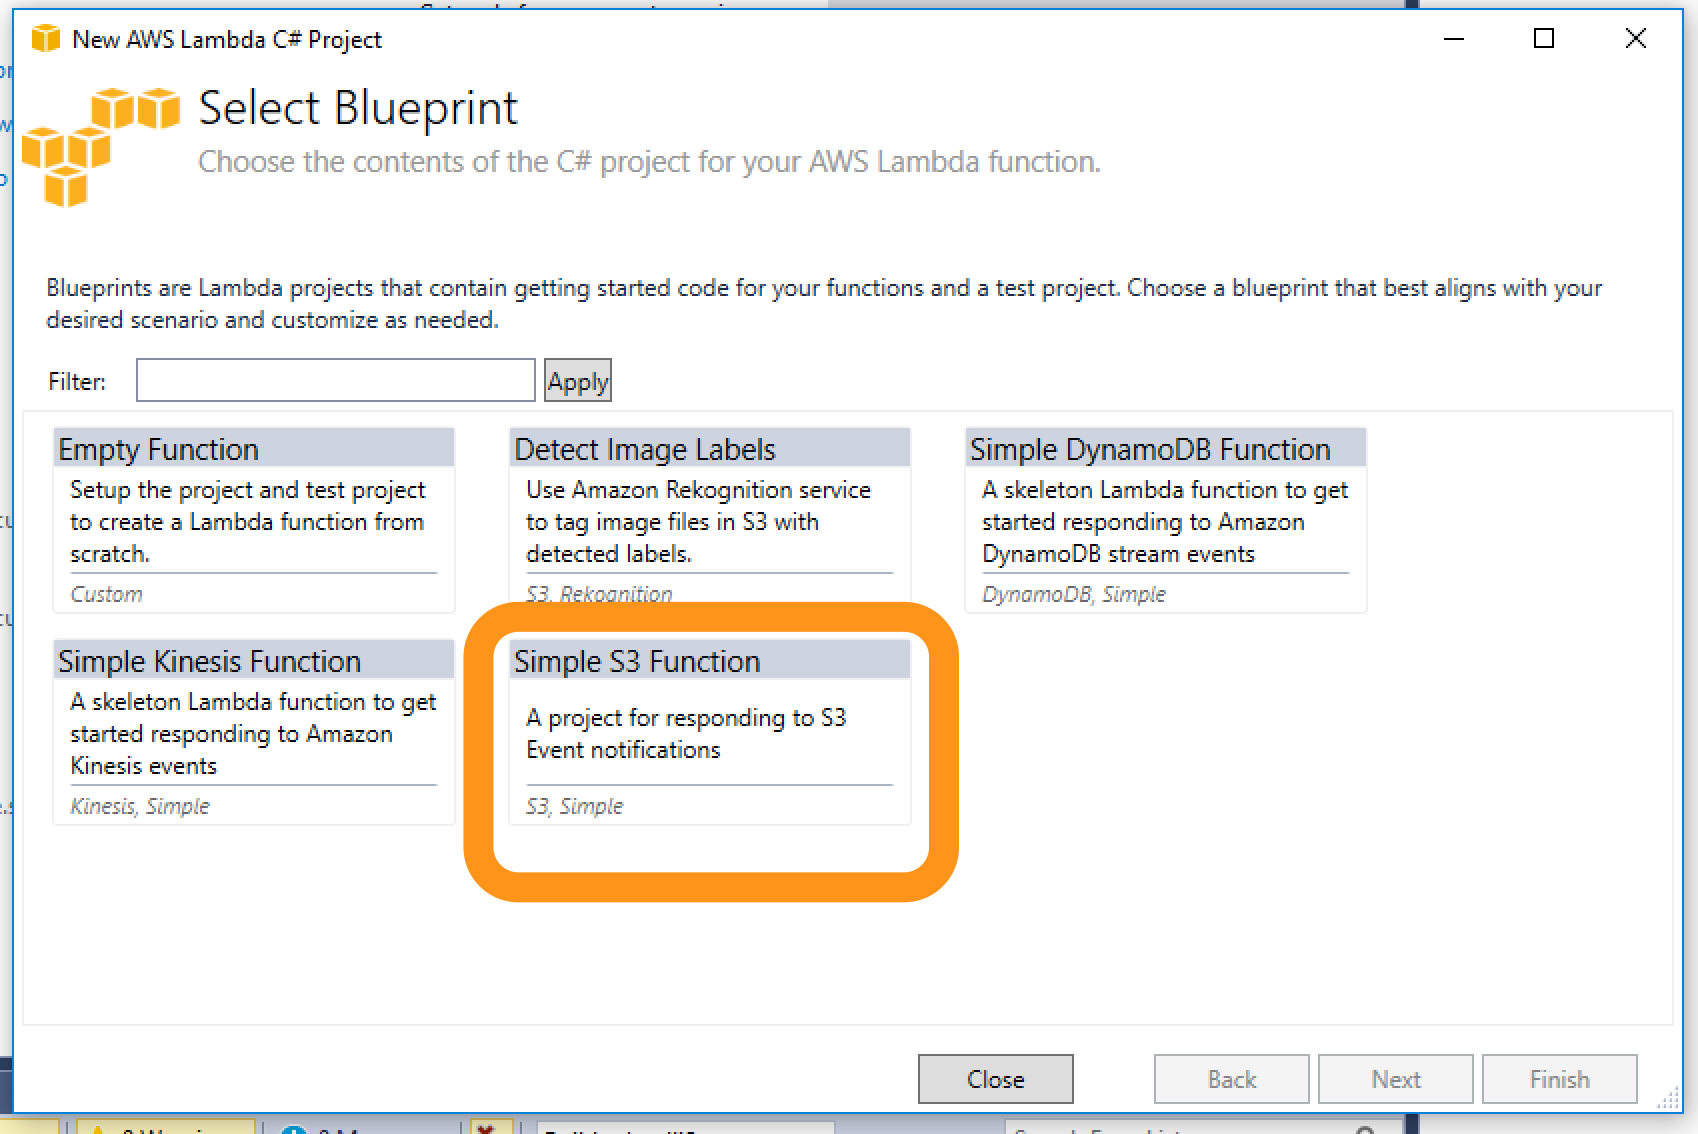 New AWS Lambda C# Project
Select Blueprint
Choose the contents of the C# project for your AWS Lambda function.
Blueprints are Lambda projects that contain getting started code for your functions and a test project. Choose a blueprint that best aligns with your
desired scenario and customize as needed.
Filter:
Apply
Empty Function
Setup the project and test project
to create a Lambda function from
scratch.
Custom
Detect Image Labels
Use Amazon Rekognition service
to tag image files in S3 with
detected labels.
S3, Rekognition
Simple DynamoDB Function
A skeleton Lambda function to get
started responding to Amazon
DynamoDB stream events
DynamoDB, Simple
Simple Kinesis Function
A skeleton Lambda function to get
started responding to Amazon
Kinesis events
Kinesis, Simple
Simple S3 Function
A project for responding to S3
Event notifications
S3, Simple
Close
Back
Next
Finish